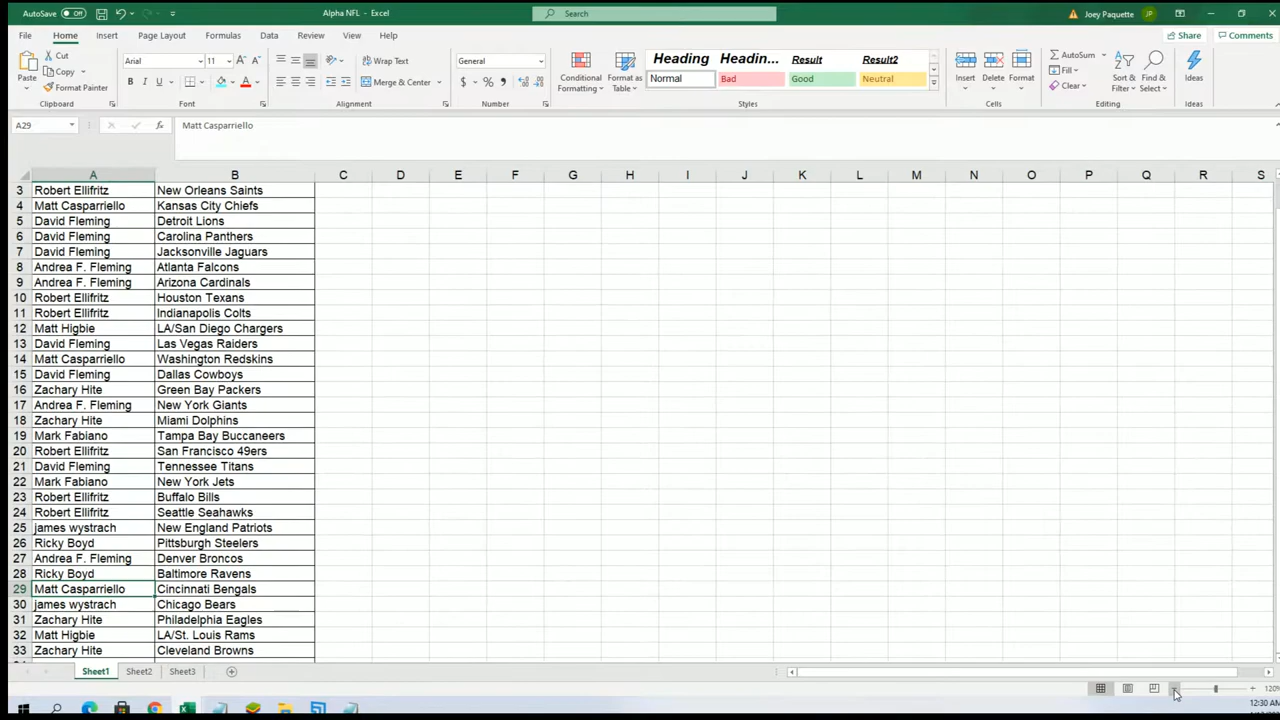 AutoSave Off Alpha NFL - Excel Search Joey Paquette JP
File Home Insert Page Layout Formulas Data Review View Help Share Comments
Cut Arial 11 Wrap Text General Heading Headin... Result Result2 AutoSum
Copy Fill
Paste Format Painter B I U Merge & Center $ % Conditional Formatting Format as Table Normal Bad Good Neutral Insert Delete Format Clear Sort & Filter Find & Select Ideas
Clipboard Font Alignment Number Styles Cells Editing Ideas
A29 fx Matt Casparriello
A B C D E F G H I J K L M N O P Q R S
3 Robert Ellifritz New Orleans Saints
4 Matt Casparriello Kansas City Chiefs
5 David Fleming Detroit Lions
6 David Fleming Carolina Panthers
7 David Fleming Jacksonville Jaguars
8 Andrea F. Fleming Atlanta Falcons
9 Andrea F. Fleming Arizona Cardinals
10 Robert Ellifritz Houston Texans
11 Robert Ellifritz Indianapolis Colts
12 Matt Higbie LA/San Diego Chargers
13 David Fleming Las Vegas Raiders
14 Matt Casparriello Washington Redskins
15 David Fleming Dallas Cowboys
16 Zachary Hite Green Bay Packers
17 Andrea F. Fleming New York Giants
18 Zachary Hite Miami Dolphins
19 Mark Fabiano Tampa Bay Buccaneers
20 Robert Ellifritz San Francisco 49ers
21 David Fleming Tennessee Titans
22 Mark Fabiano New York Jets
23 Robert Ellifritz Buffalo Bills
24 Robert Ellifritz Seattle Seahawks
25 james wystrach New England Patriots
26 Ricky Boyd Pittsburgh Steelers
27 Andrea F. Fleming Denver Broncos
28 Ricky Boyd Baltimore Ravens
29 Matt Casparriello Cincinnati Bengals
30 james wystrach Chicago Bears
31 Zachary Hite Philadelphia Eagles
32 Matt Higbie LA/St. Louis Rams
33 Zachary Hite Cleveland Browns
Sheet1 Sheet2 Sheet3
120%
12:30 AM